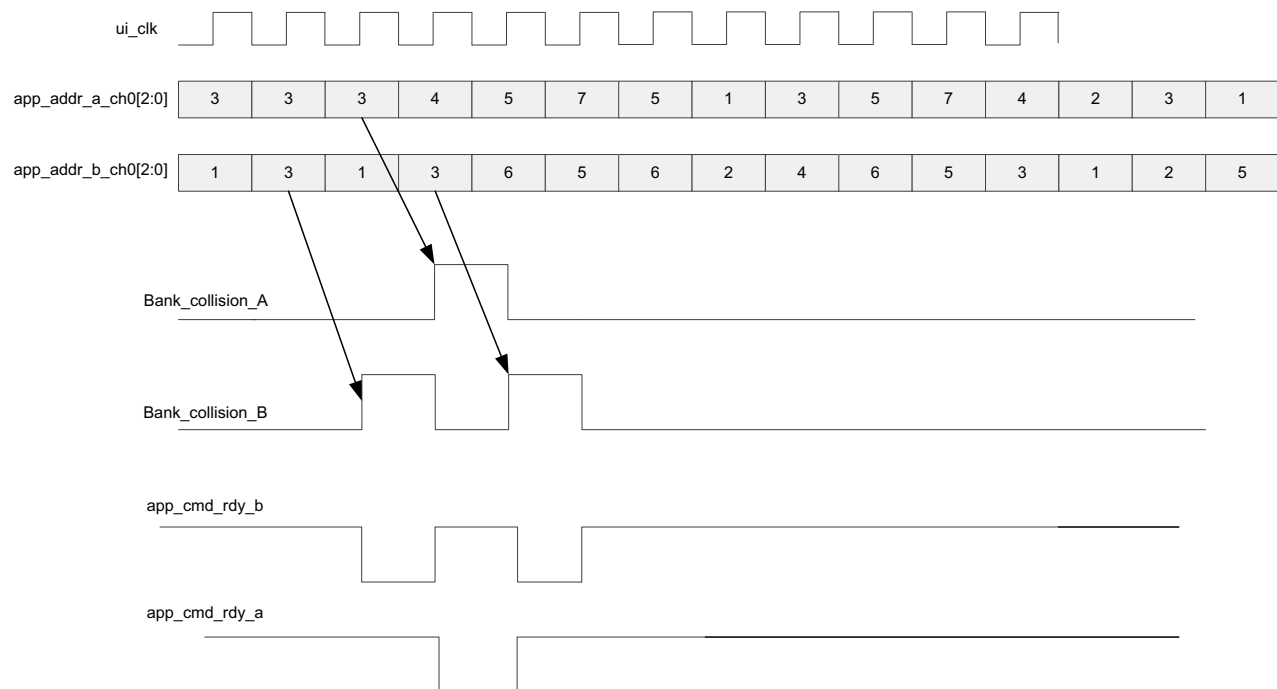 ui_clk
app_addr_a_ch0[2:0] 3 3 3 4 5 7 5 1 3 5 7 4 2 3 1
app_addr_b_ch0[2:0] 1 3 1 3 6 5 6 2 4 6 5 3 1 2 5
Bank_collision_A
Bank_collision_B
app_cmd_rdy_b
app_cmd_rdy_a